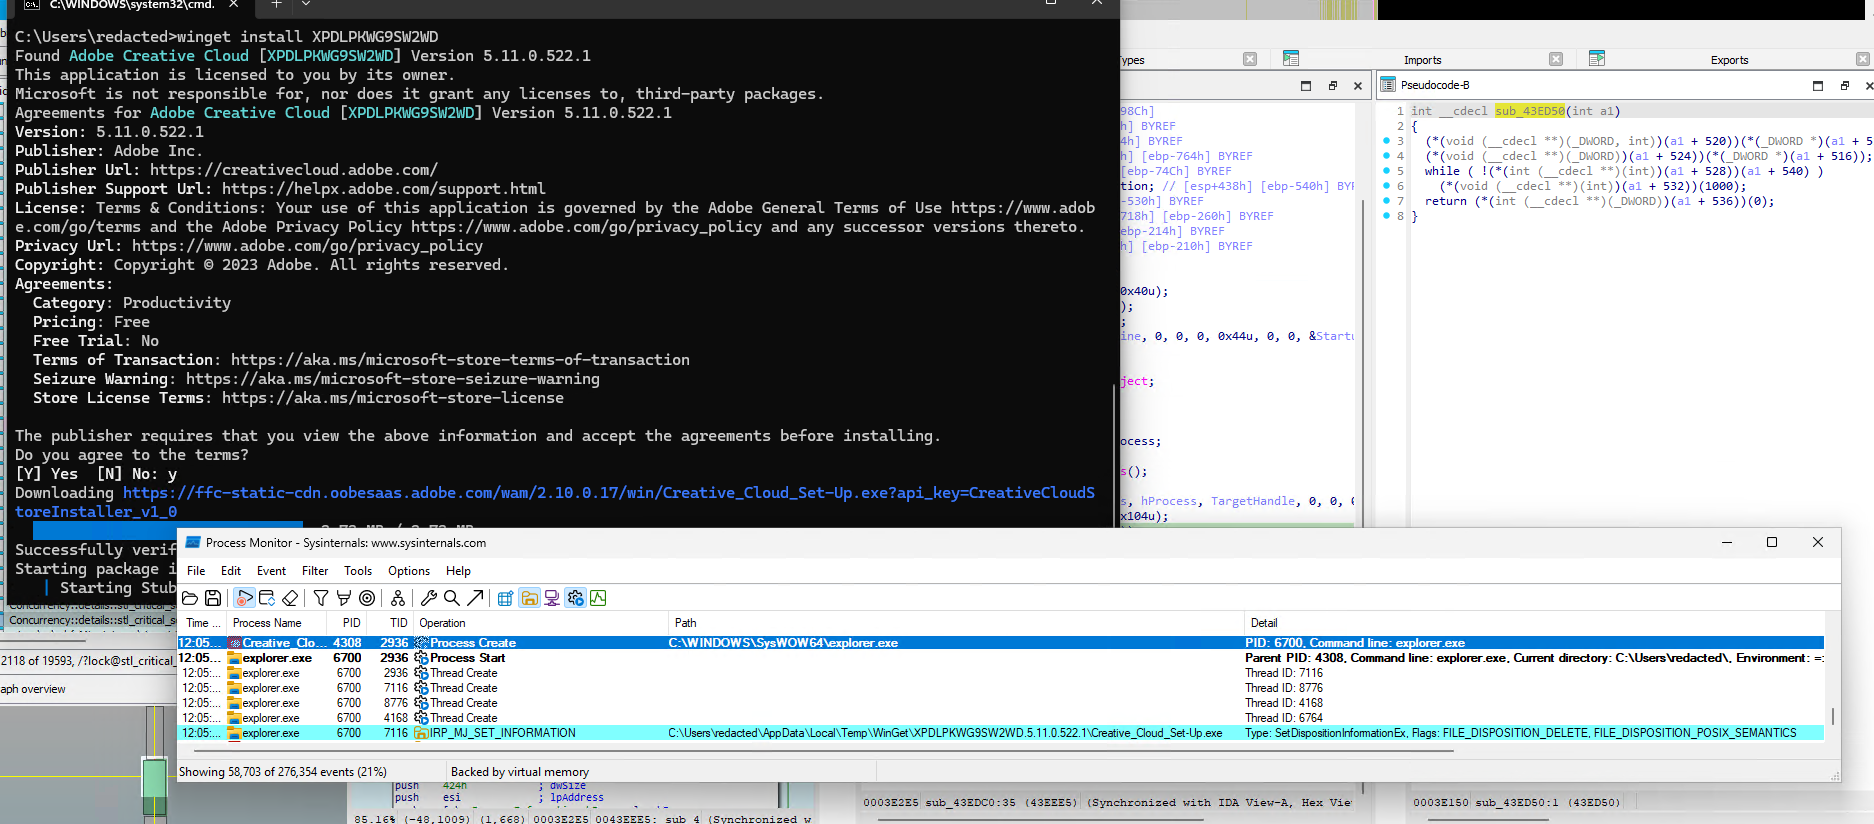 C:\WINDOWS\system32\cmd.
C:\Users\redacted>winget install XPDLPKWG9SW2WD
Found Adobe Creative Cloud [XPDLPKWG9SW2WD] Version 5.11.0.522.1
This application is licensed to you by its owner.
Microsoft is not responsible for, nor does it grant any licenses to, third-party packages.
Agreements for Adobe Creative Cloud [XPDLPKWG9SW2WD] Version 5.11.0.522.1
Version: 5.11.0.522.1
Publisher: Adobe Inc.
Publisher Url: https://creativecloud.adobe.com/
Publisher Support Url: https://helpx.adobe.com/support.html
License: Terms & Conditions: Your use of this application is governed by the Adobe General Terms of Use https://www.adob
e.com/go/terms and the Adobe Privacy Policy https://www.adobe.com/go/privacy_policy and any successor versions thereto.
Privacy Url: https://www.adobe.com/go/privacy_policy
Copyright: Copyright © 2023 Adobe. All rights reserved.
Agreements:
Category: Productivity
Pricing: Free
Free Trial: No
Terms of Transaction: https://aka.ms/microsoft-store-terms-of-transaction
Seizure Warning: https://aka.ms/microsoft-store-seizure-warning
Store License Terms: https://aka.ms/microsoft-store-license
The publisher requires that you view the above information and accept the agreements before installing.
Do you agree to the terms?
[Y] Yes  [N] No: y
Downloading https://ffc-static-cdn.oobesaas.adobe.com/wam/2.10.0.17/win/Creative_Cloud_Set-Up.exe?api_key=CreativeCloudS
toreInstaller_v1_0
Successfully verif
Starting package i
Starting Stub
ypes
Imports
Exports
98Ch]
h] BYREF
4h] BYREF
h] [ebp-764h] BYREF
[ebp-74Ch] BYREF
tion; // [esp+438h] [ebp-540h] BYR
-530h] BYREF
718h] [ebp-260h] BYREF
ebp-214h] BYREF
h] [ebp-210h] BYREF
0x40u);
);
;
ine, 0, 0, 0, 0x44u, 0, 0, &Startu
ject;
ocess;
s();
s, hProcess, TargetHandle, 0, 0, 0
x104u);
Pseudocode-B
1 int __cdecl sub_43ED50(int a1)
2 {
3 (*(void (__cdecl **)(_DWORD, int))(a1 + 520))(*(_DWORD *)(a1 + 5
4 (*(void (__cdecl **)(_DWORD))(a1 + 524))(*(_DWORD *)(a1 + 516));
5 while ( !(*(int (__cdecl **)(int))(a1 + 528))(a1 + 540) )
6 (*(void (__cdecl **)(int))(a1 + 532))(1000);
7 return (*(int (__cdecl **)(_DWORD))(a1 + 536))(0);
8 }
Process Monitor - Sysinternals: www.sysinternals.com
File Edit Event Filter Tools Options Help
Time ... Process Name PID TID Operation Path Detail
12:05:... Creative_Clo... 4308 2936 Process Create C:\WINDOWS\SysWOW64\explorer.exe PID: 6700, Command line: explorer.exe
12:05:... explorer.exe 6700 2936 Process Start Parent PID: 4308, Command line: explorer.exe, Current directory: C:\Users\redacted\, Environment: =:
12:05:... explorer.exe 6700 2936 Thread Create Thread ID: 7116
12:05:... explorer.exe 6700 7116 Thread Create Thread ID: 8776
12:05:... explorer.exe 6700 8776 Thread Create Thread ID: 4168
12:05:... explorer.exe 6700 4168 Thread Create Thread ID: 6764
12:05:... explorer.exe 6700 7116 IRP_MJ_SET_INFORMATION C:\Users\redacted\AppData\Local\Temp\WinGet\XPDLPKWG9SW2WD.5.11.0.522.1\Creative_Cloud_Set-Up.exe Type: SetDispositionInformationEx, Flags: FILE_DISPOSITION_DELETE, FILE_DISPOSITION_POSIX_SEMANTICS
Showing 58,703 of 276,354 events (21%) Backed by virtual memory
Concurrency::details::stl_critical_s
2118 of 19593, /?lock@stl_critical_
aph overview
push 424h ; dwSize
push esi ; lpAddress
85.16% (-48,1009) (1,668) 0003E2E5 0043EEE5: sub_4 (Synchronized w
0003E2E5 sub_43EDC0:35 (43EEE5) (Synchronized with IDA View-A, Hex Vie
0003E150 sub_43ED50:1 (43ED50)